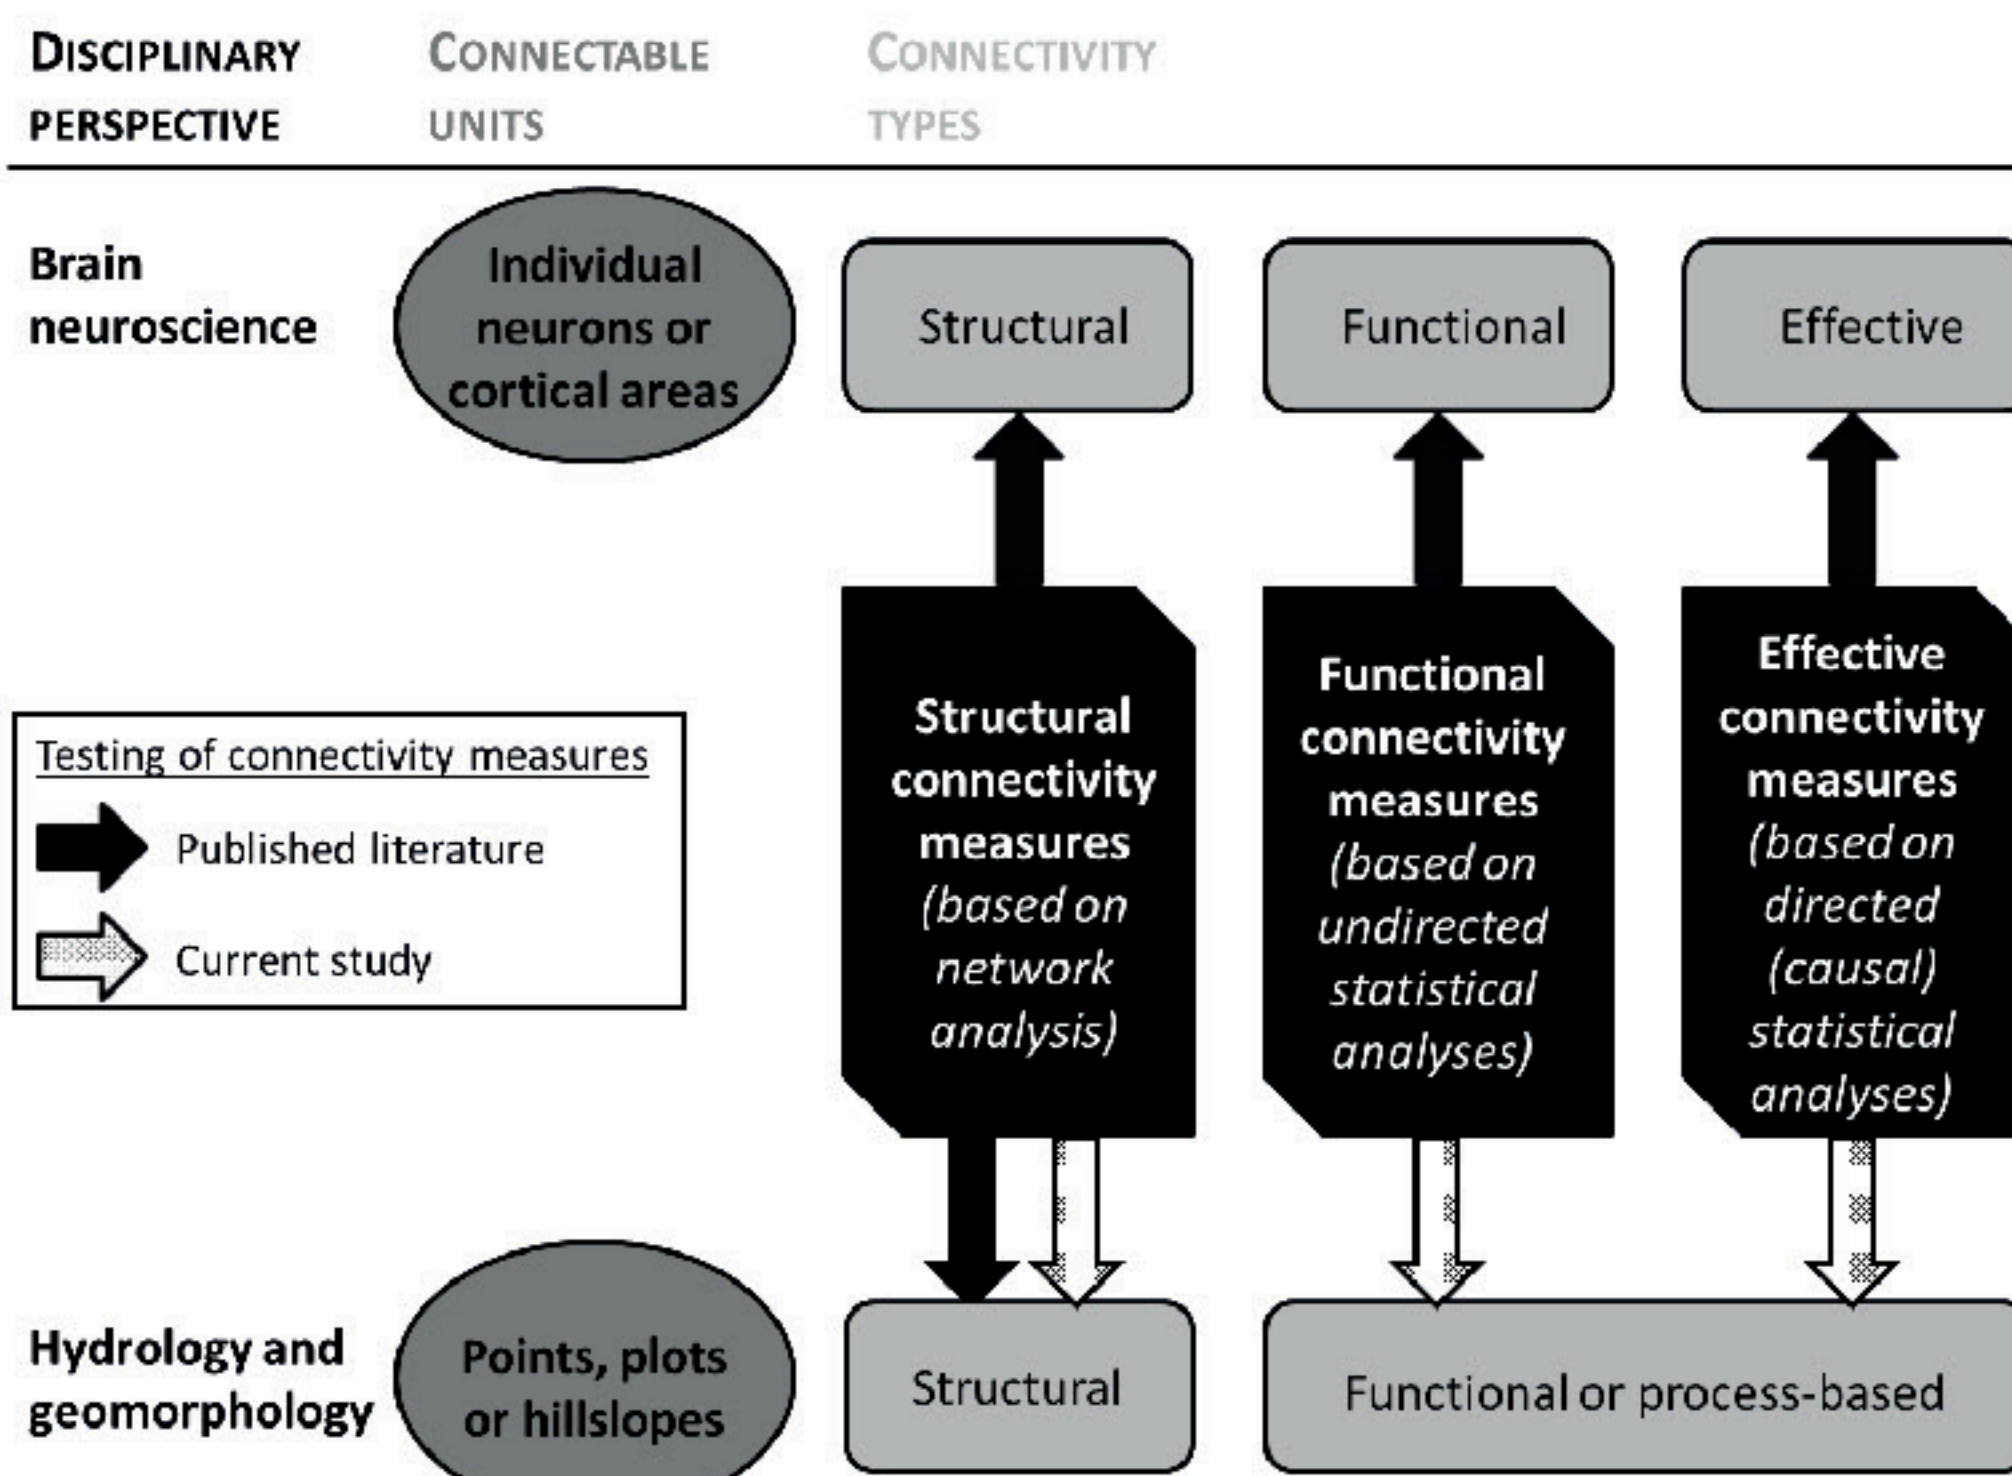 DISCIPLINARY
PERSPECTIVE
CONNECTABLE
UNITS
CONNECTIVITY
TYPES
Brain
neuroscience
Individual
neurons or
cortical areas
Structural
Functional
Effective
Testing of connectivity measures
Published literature
Current study
Structural
connectivity
measures
(based on
network
analysis)
Functional
connectivity
measures
(based on
undirected
statistical
analyses)
Effective
connectivity
measures
(based on
directed
(causal)
statistical
analyses)
Hydrology and
geomorphology
Points, plots
or hillslopes
Structural
Functional or process-based